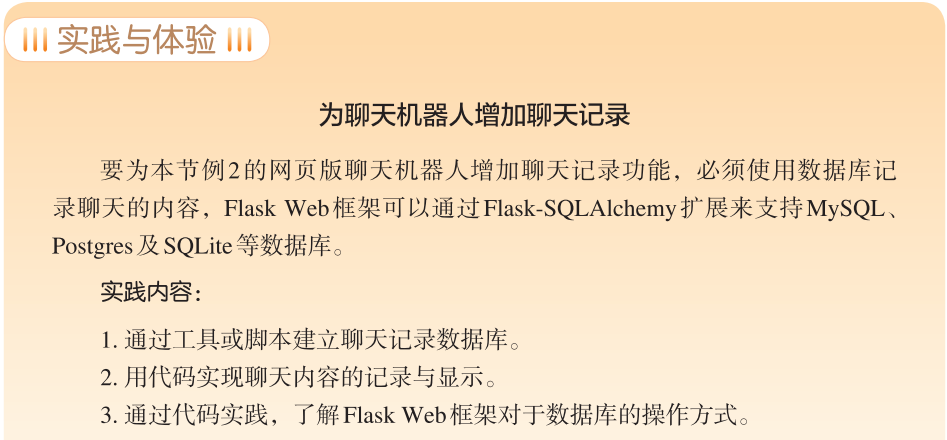 实践与体验
为聊天机器人增加聊天记录
要为本节例2的网页版聊天机器人增加聊天记录功能，必须使用数据库记
录聊天的内容，Flask Web框架可以通过Flask-SQLAlchemy扩展来支持MySQL、
Postgres及SQLite等数据库。
实践内容：
1. 通过工具或脚本建立聊天记录数据库。
2. 用代码实现聊天内容的记录与显示。
3. 通过代码实践，了解Flask Web框架对于数据库的操作方式。